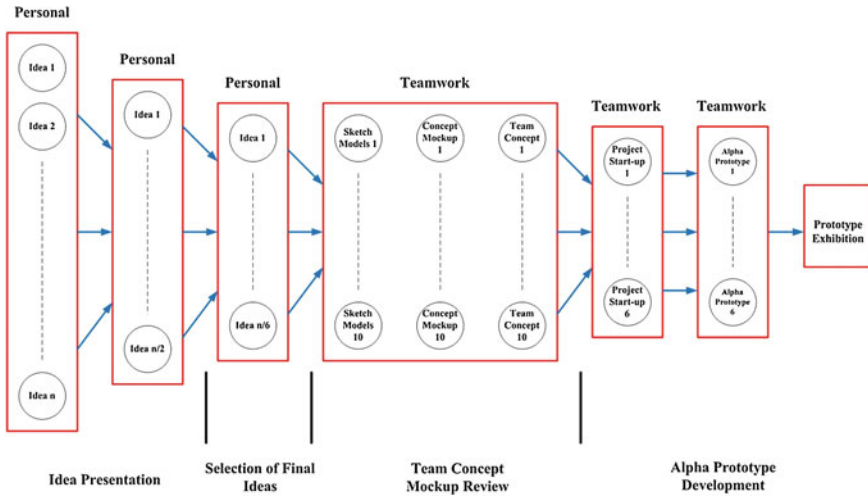 Personal
Idea 1
Idea 2
Idea n
Personal
Idea 1
Idea n/2
Personal
Idea 1
Idea n/6
Teamwork
Sketch
Models 1
Concept
Mockup
1
Team
Concept
1
Sketch
Models
10
Concept
Mockup
10
Team
Concept
10
Teamwork
Project
Start-up
1
Project
Start-up
6
Teamwork
Alpha
Prototype
1
Alpha
Prototype
6
Prototype
Exhibition
Idea Presentation
Selection of Final
Ideas
Team Concept
Mockup Review
Alpha Prototype
Development